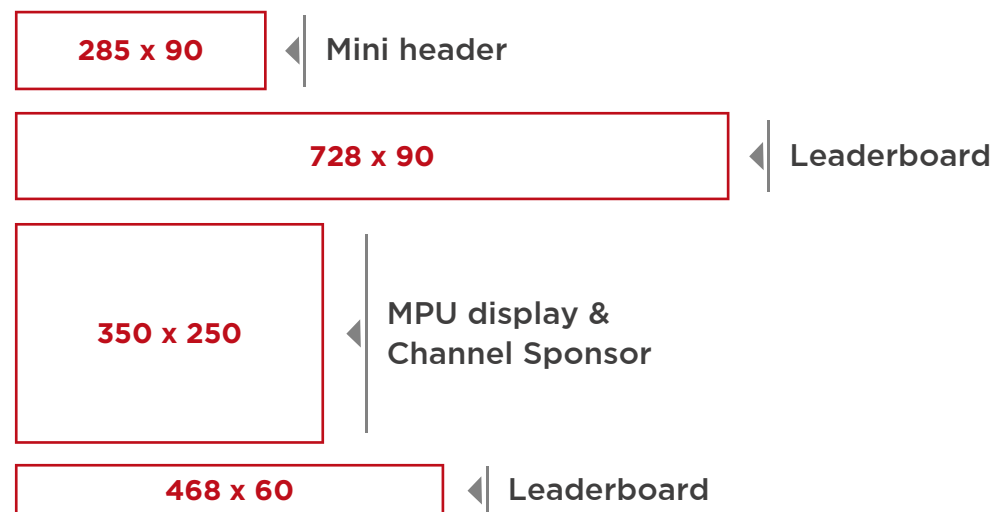 285 x 90
Mini header
728 x 90
Leaderboard
350 x 250
MPU display &
Channel Sponsor
468 x 60
Leaderboard